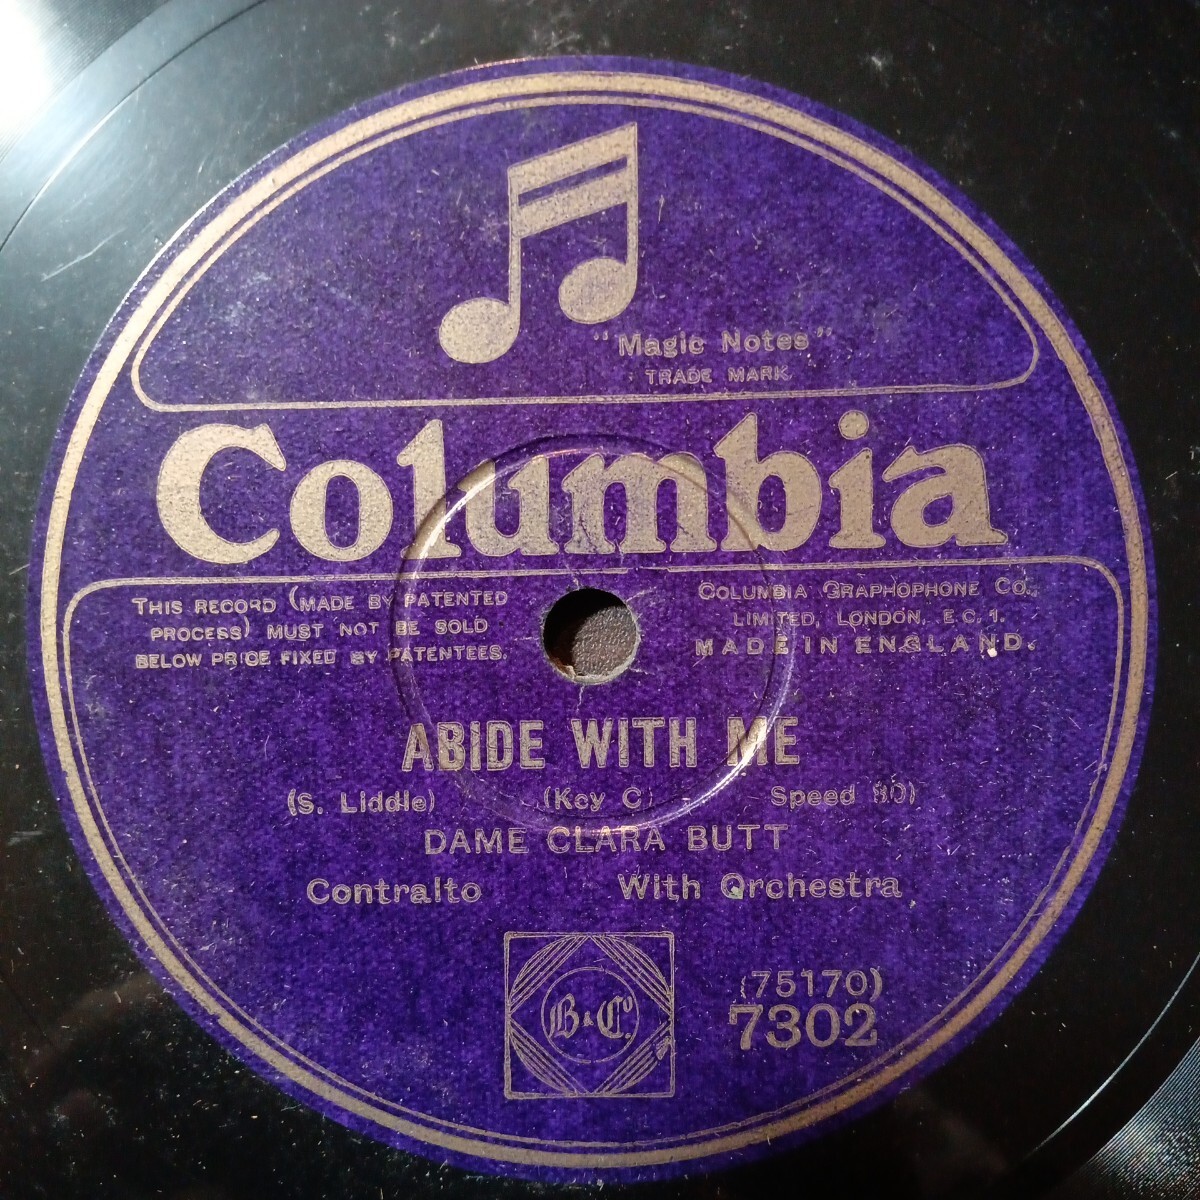 "Magic Notes"
TRADE MARK
Columbia
THIS RECORD (MADE BY PATENTED
PROCESS) MUST NOT BE SOLD
BELOW PRICE FIXED BY PATENTEES.
COLUMBIA GRAPHOPHONE CO.,
LIMITED, LONDON, E.C.1.
MADE IN ENGLAND.
ABIDE WITH ME
(S. Liddle) (Key C) Speed 80)
DAME CLARA BUTT
Contralto With Orchestra
B & Co.
(75170)
7302